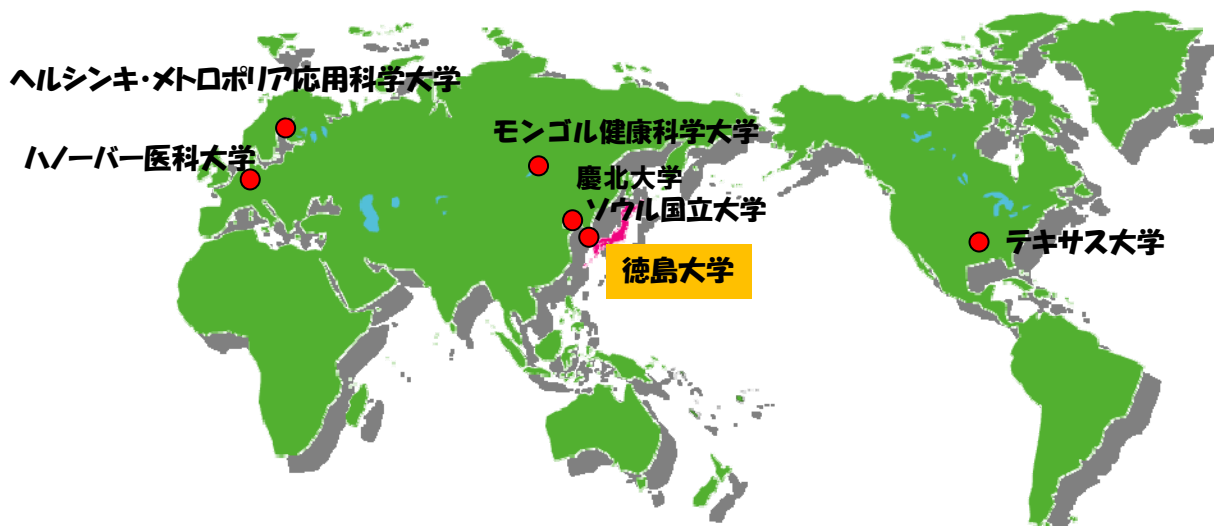 ヘルシンキ・メトロポリア応用科学大学
モンゴル健康科学大学
ハノーバー医科大学
慶北大学
ソウル国立大学
テキサス大学
徳島大学